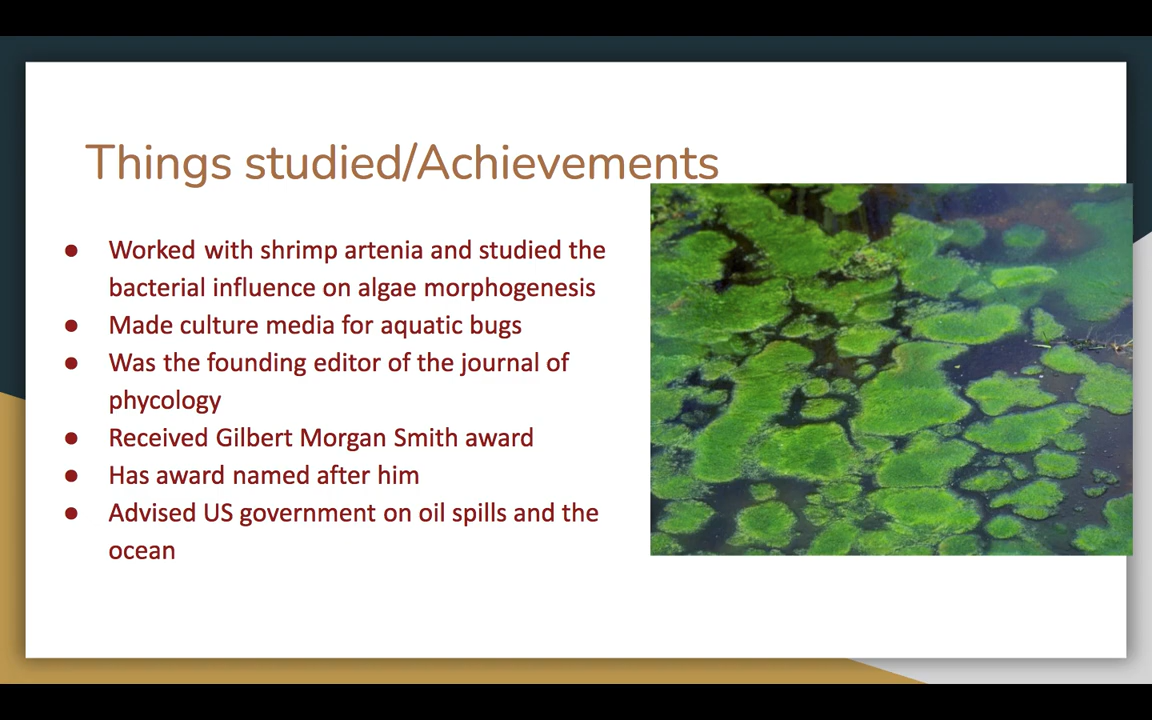 Things studied/Achievements
● Worked with shrimp artenia and studied the
bacterial influence on algae morphogenesis
● Made culture media for aquatic bugs
● Was the founding editor of the journal of
phycology
● Received Gilbert Morgan Smith award
● Has award named after him
● Advised US government on oil spills and the
ocean